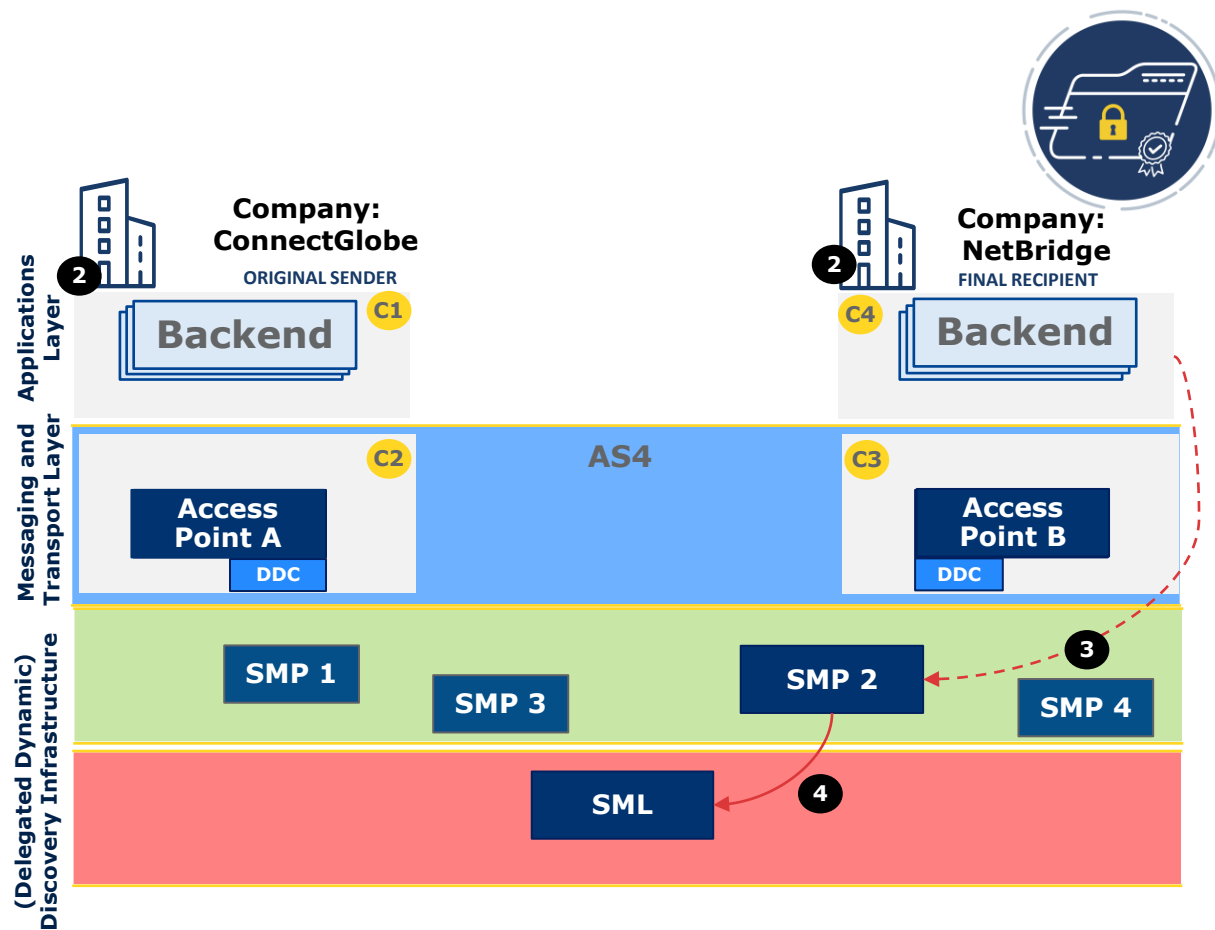 Company:
ConnectGlobe
ORIGINAL SENDER
2
Company:
NetBridge
FINAL RECIPIENT
2
Applications
Layer
Backend
C1
C4
Backend
Messaging and
Transport Layer
C2
AS4
C3
Access
Point A
DDC
Access
Point B
DDC
(Delegated Dynamic)
Discovery Infrastructure
SMP 1
SMP 3
SMP 2
3
SMP 4
SML
4